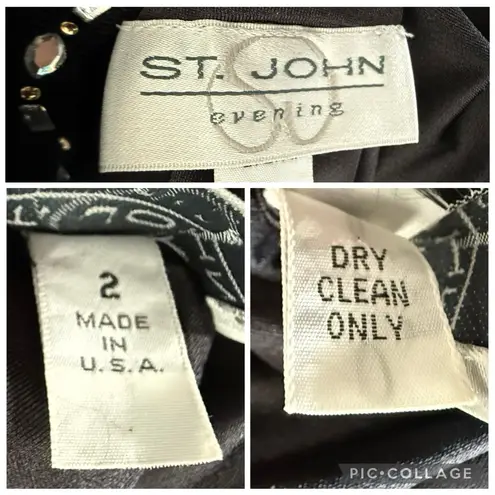 ST. JOHN
evening
2
MADE
IN
U.S.A.
DRY
CLEAN
ONLY
PIC•COLLAGE